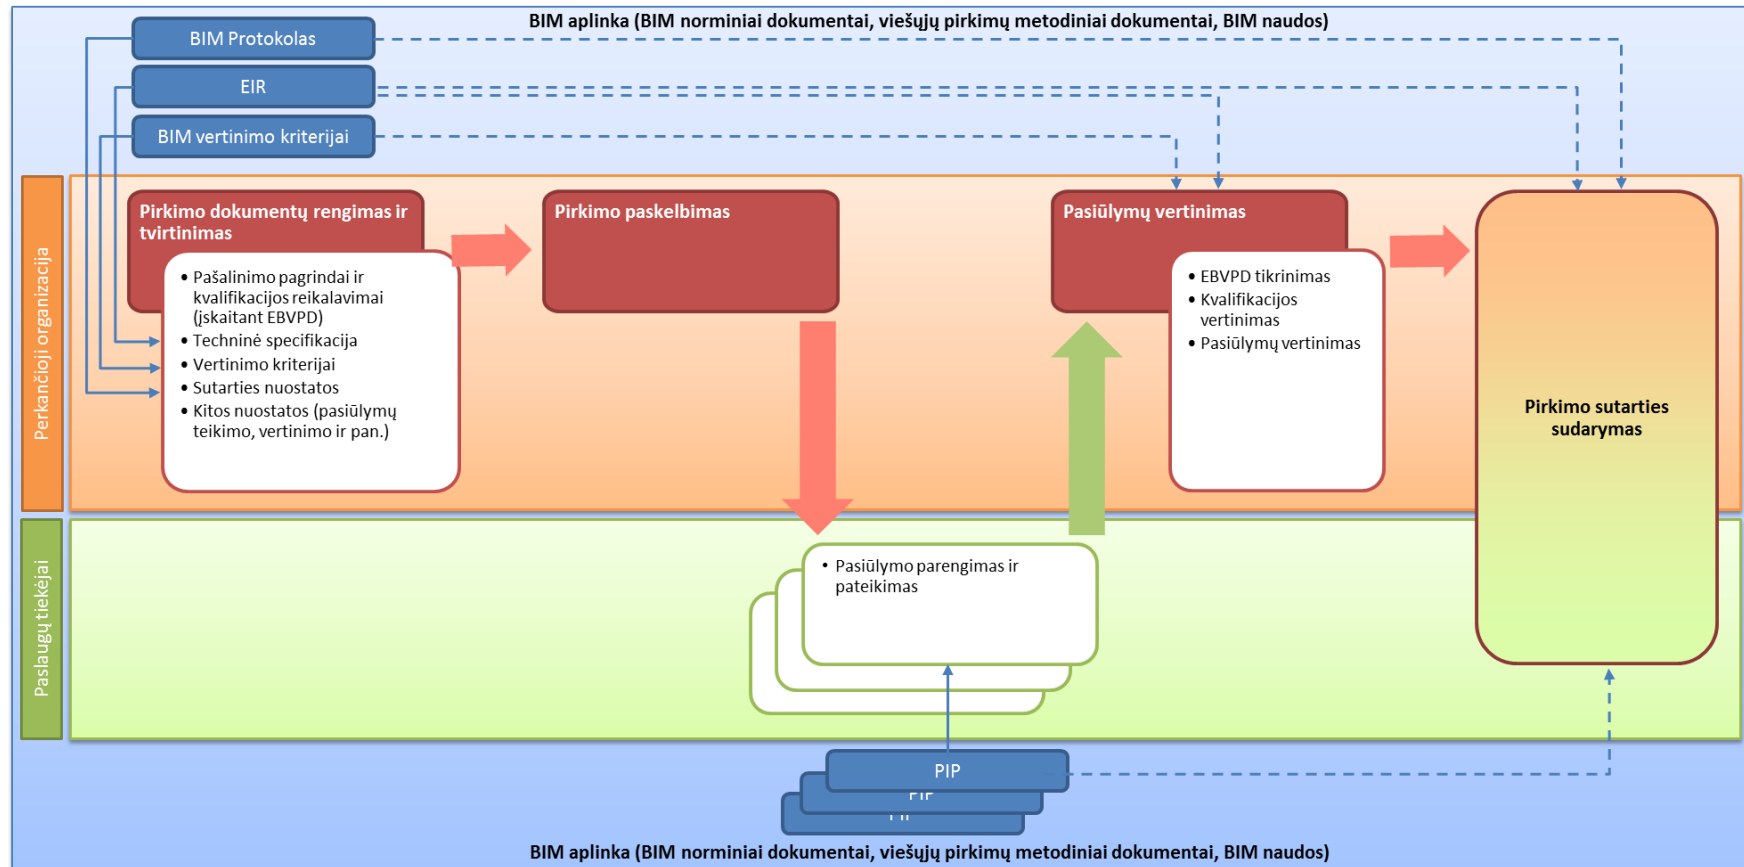 BIM aplinka (BIM norminiai dokumentai, viešųjų pirkimų metodiniai dokumentai, BIM naudos)
BIM Protokolas
EIR
BIM vertinimo kriterijai
Perkančioji organizacija
Pirkimo dokumentų rengimas ir
tvirtinimas
• Pašalinimo pagrindai ir
kvalifikacijos reikalavimai
(įskaitant EBVPD)
• Techninė specifikacija
• Vertinimo kriterijai
• Sutarties nuostatos
• Kitos nuostatos (pasiūlymų
teikimo, vertinimo ir pan.)
Pirkimo paskelbimas
Pasiūlymų vertinimas
• EBVPD tikrinimas
• Kvalifikacijos
vertinimas
• Pasiūlymų vertinimas
Pirkimo sutarties
sudarymas
Paslaugų tiekėjai
• Pasiūlymo parengimas ir
pateikimas
PIP
PIP
PIP
BIM aplinka (BIM norminiai dokumentai, viešųjų pirkimų metodiniai dokumentai, BIM naudos)